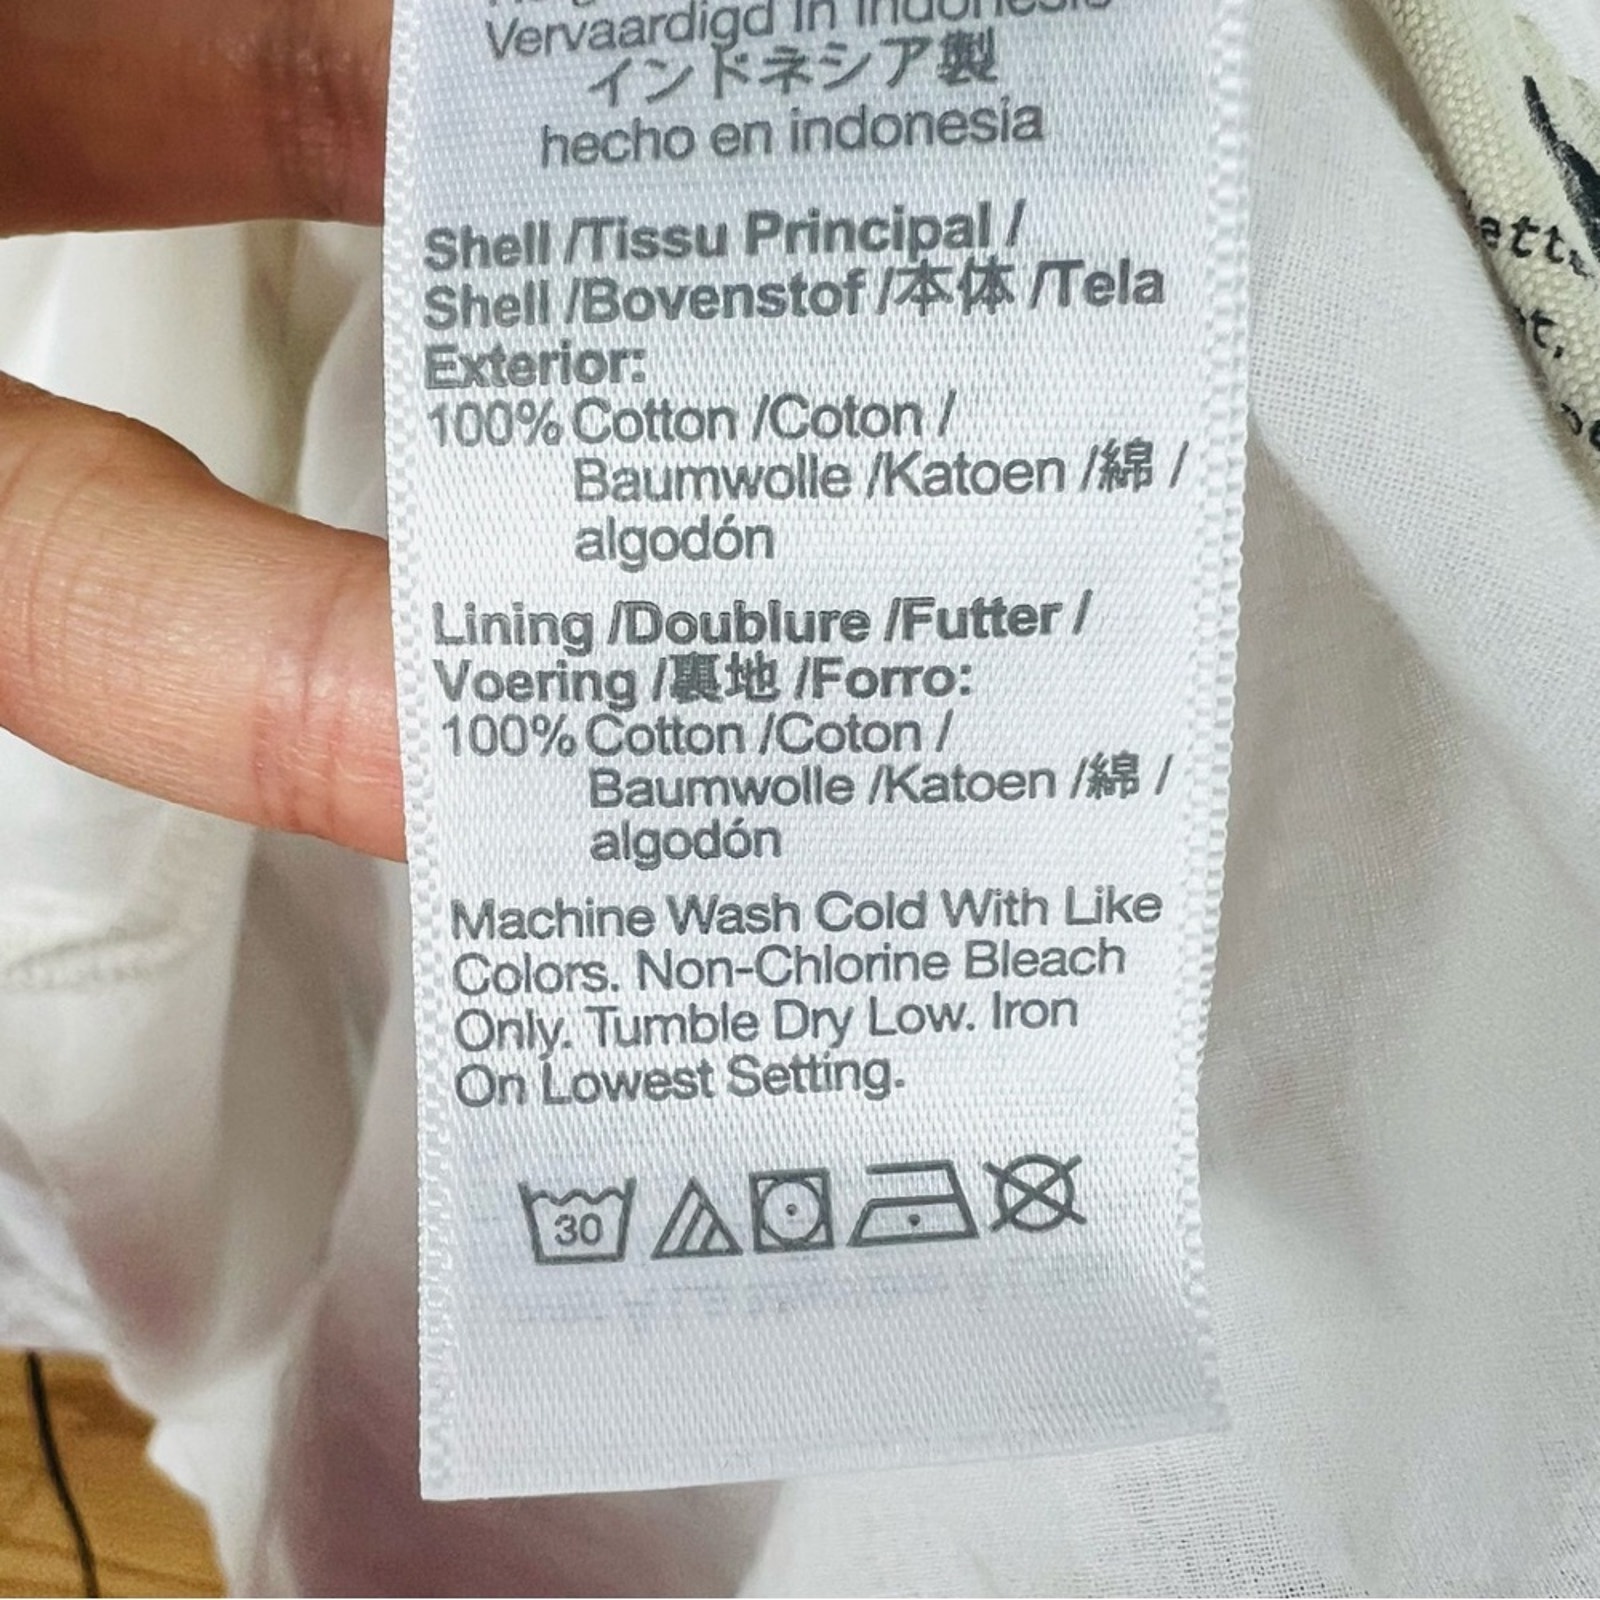 Vervaardigd In Indonesië
インドネシア製
hecho en indonesia
Shell /Tissu Principal /
Shell /Bovenstof /本体 /Tela
Exterior:
100% Cotton /Coton /
Baumwolle /Katoen /綿 /
algodón
Lining /Doublure /Futter /
Voering /裏地 /Forro:
100% Cotton /Coton /
Baumwolle /Katoen /綿 /
algodón
Machine Wash Cold With Like
Colors. Non-Chlorine Bleach
Only. Tumble Dry Low. Iron
On Lowest Setting.
30